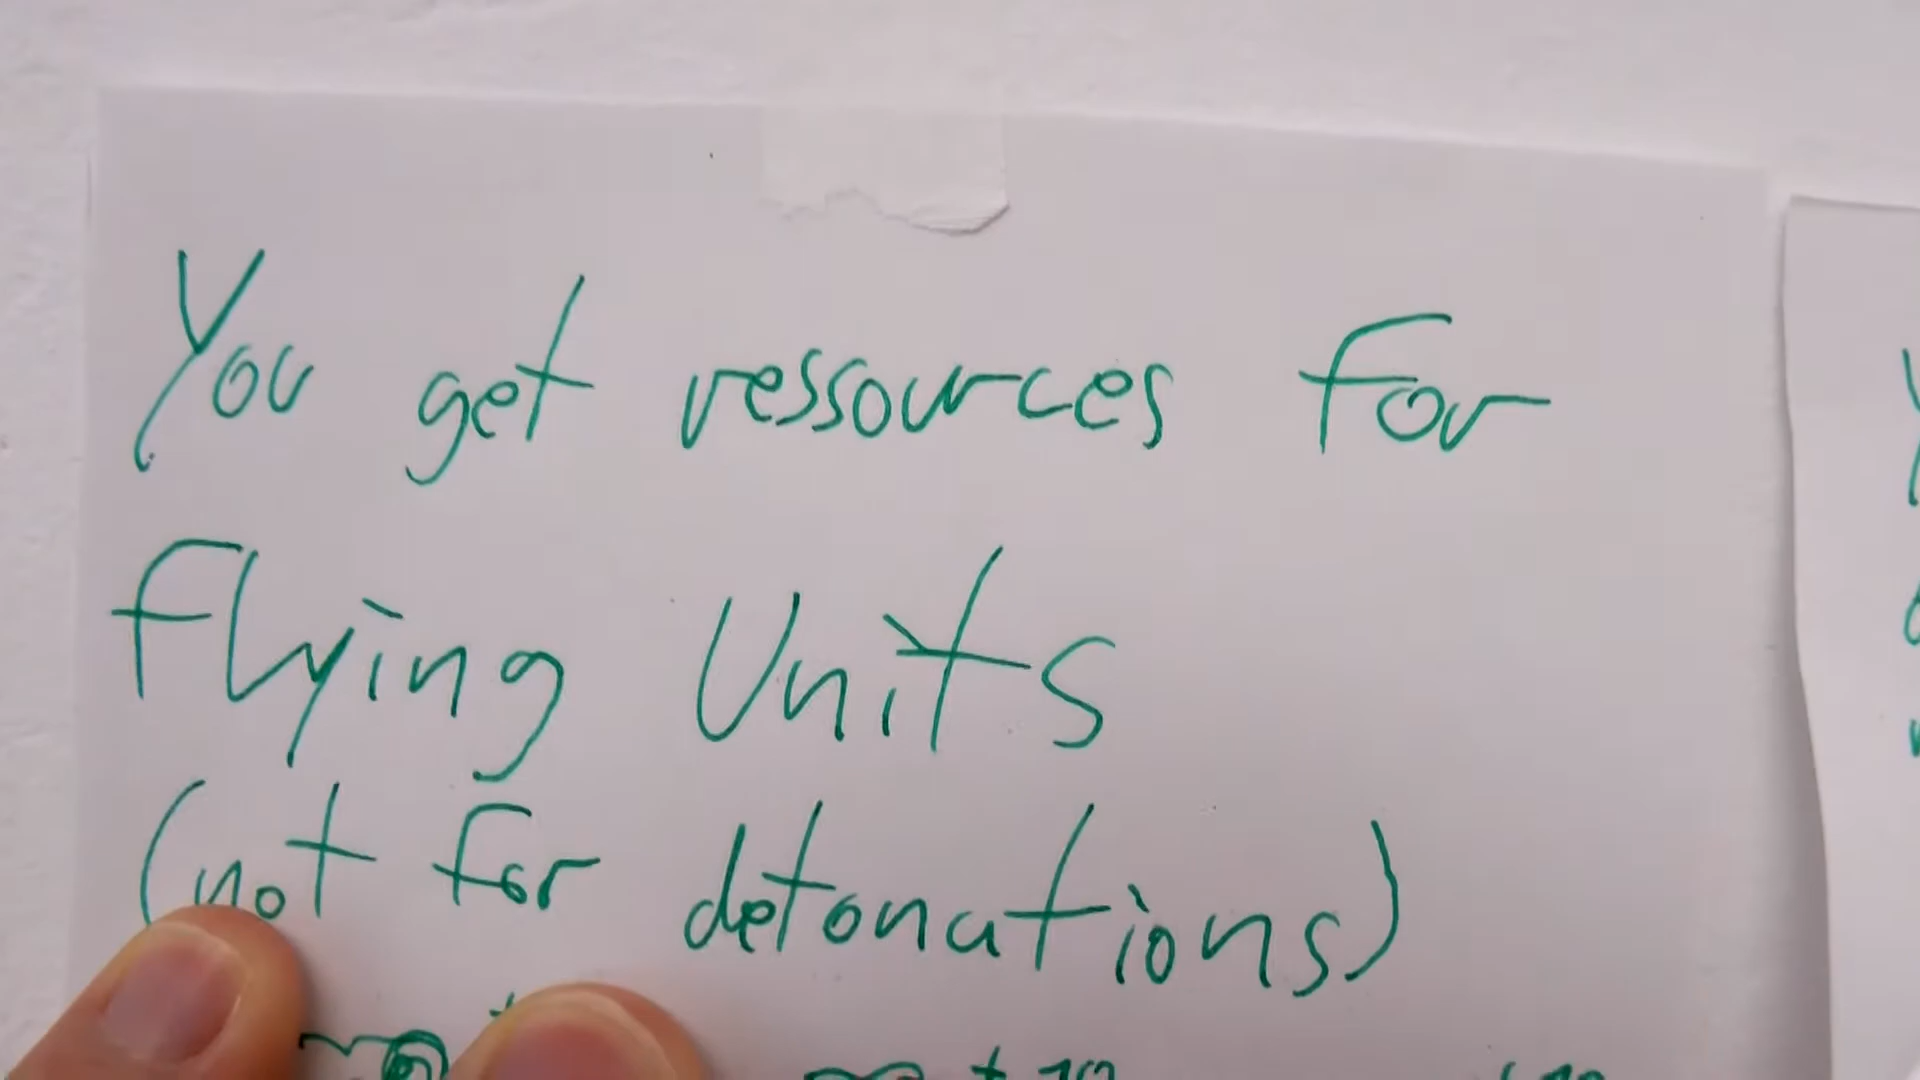 You get ressources for
flying Units
(not for detonations)